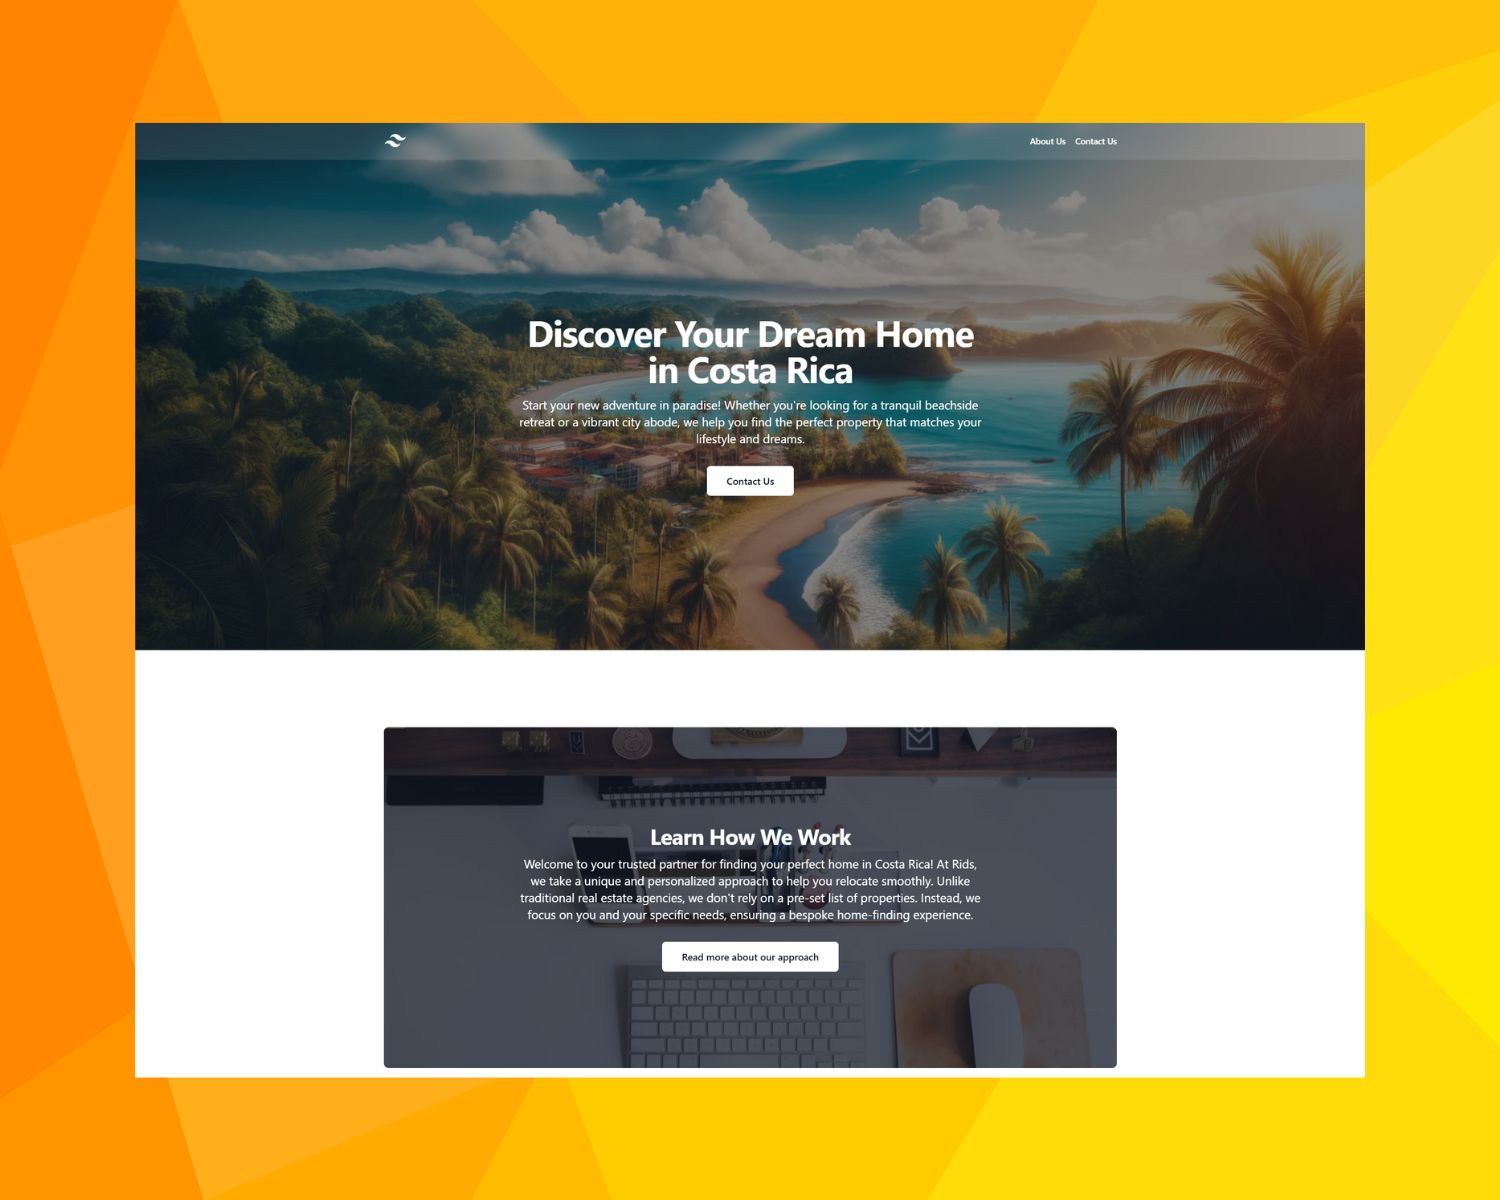 About Us Contact Us
Discover Your Dream Home
in Costa Rica
Start your new adventure in paradise! Whether you're looking for a tranquil beachside
retreat or a vibrant city abode, we help you find the perfect property that matches your
lifestyle and dreams.
Contact Us
Learn How We Work
Welcome to your trusted partner for finding your perfect home in Costa Rica! At Rids,
we take a unique and personalized approach to help you relocate smoothly. Unlike
traditional real estate agencies, we don't rely on a pre-set list of properties. Instead, we
focus on you and your specific needs, ensuring a bespoke home-finding experience.
Read more about our approach